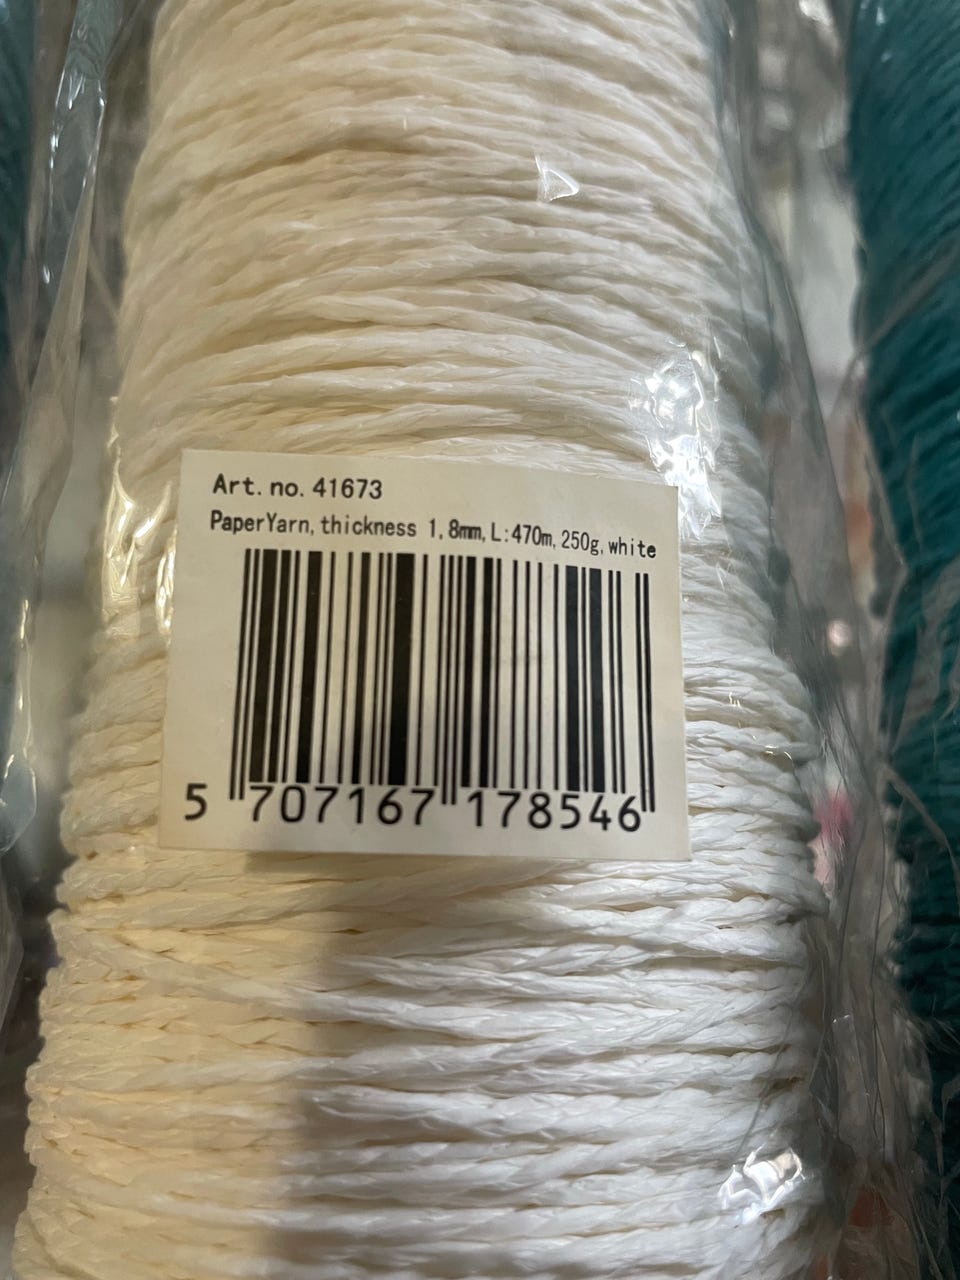 Art. no. 41673
PaperYarn, thickness 1,8mm, L:470m, 250g, white
5 707167 178546